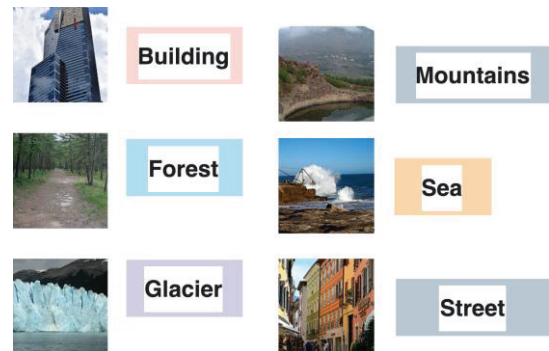 Building
Mountains
Forest
Sea
Glacier
Street